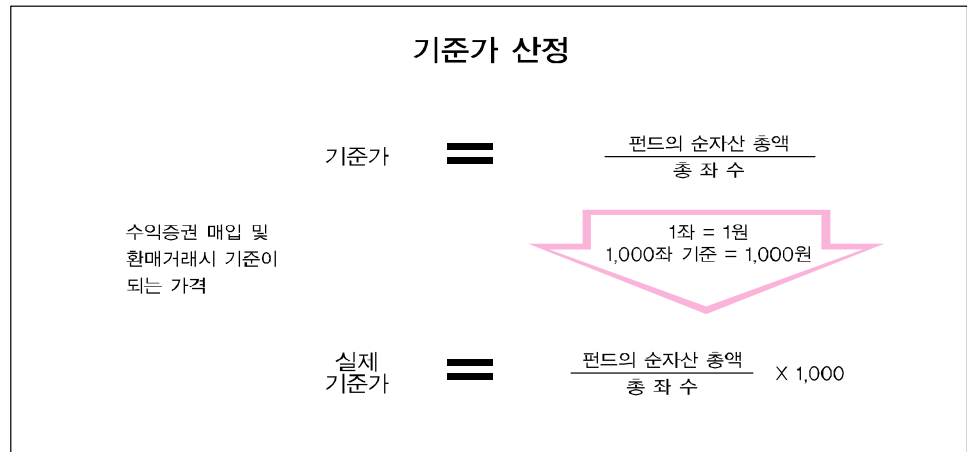 기준가 산정
기준가 = 펀드의 순자산 총액
총 좌 수
수익증권 매입 및
환매거래시 기준이
되는 가격
1좌 = 1원
1,000좌 기준 = 1,000원
실제
기준가 = 펀드의 순자산 총액
총 좌 수
X 1,000